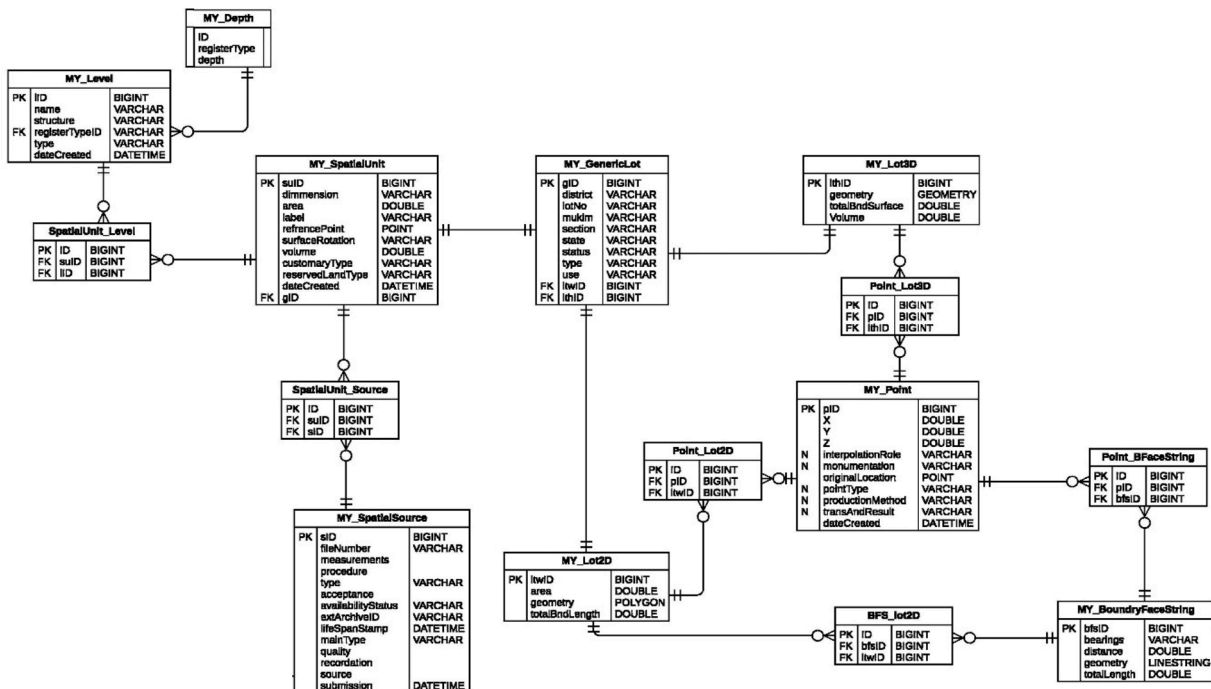 MY_Depth
ID
registerType
depth
MY_Level
PK lID BIGINT
name VARCHAR
structure VARCHAR
FK registerTypeID VARCHAR
type VARCHAR
dateCreated DATETIME
SpatialUnit_Level
PK ID BIGINT
FK suID BIGINT
FK lID BIGINT
MY_SpatialUnit
PK suID BIGINT
dimmension VARCHAR
area DOUBLE
label VARCHAR
refrencePoint POINT
surfaceRotation VARCHAR
volume DOUBLE
customaryType VARCHAR
reservedLandType VARCHAR
dateCreated DATETIME
FK gID BIGINT
MY_GenericLot
PK gID BIGINT
district VARCHAR
lotNo VARCHAR
mukim VARCHAR
section VARCHAR
state VARCHAR
status VARCHAR
type VARCHAR
use VARCHAR
FK ltwID BIGINT
FK lthID BIGINT
MY_Lot3D
PK lthID BIGINT
geometry GEOMETRY
totalBndSurface DOUBLE
Volume DOUBLE
Point_Lot3D
PK ID BIGINT
FK pID BIGINT
FK lthID BIGINT
SpatialUnit_Source
PK ID BIGINT
FK suID BIGINT
FK sID BIGINT
MY_Point
PK pID BIGINT
X DOUBLE
Y DOUBLE
Z DOUBLE
N interpolationRole VARCHAR
N monumentation VARCHAR
originalLocation POINT
N pointType VARCHAR
N productionMethod VARCHAR
N transAndResult VARCHAR
dateCreated DATETIME
Point_Lot2D
PK ID BIGINT
FK pID BIGINT
FK ltwID BIGINT
Point_BFaceString
PK ID BIGINT
FK pID BIGINT
FK bfsID BIGINT
MY_SpatialSource
PK sID BIGINT
fileNumber VARCHAR
measurements
procedure
type VARCHAR
acceptance
availabilityStatus VARCHAR
extArchiveID VARCHAR
lifeSpanStamp DATETIME
mainType VARCHAR
quality
recordation
source
submission DATETIME
MY_Lot2D
PK ltwID BIGINT
area DOUBLE
geometry POLYGON
totalBndLength DOUBLE
BFS_lot2D
PK ID BIGINT
FK bfsID BIGINT
FK ltwID BIGINT
MY_BoundryFaceString
PK bfsID BIGINT
bearings VARCHAR
distance DOUBLE
geometry LINESTRING
totalLength DOUBLE